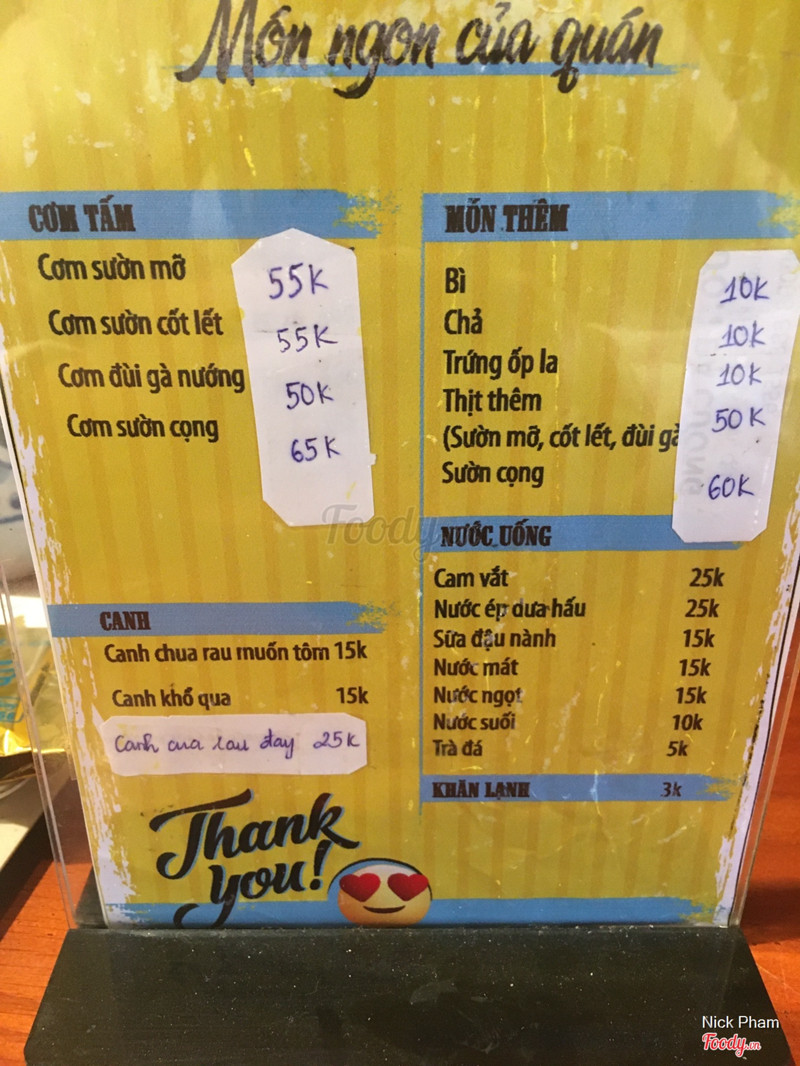 Món ngon của quán
CƠM TẤM
Cơm sườn mỡ 55K
Cơm sườn cốt lết 55K
Cơm đùi gà nướng 50K
Cơm sườn cọng 65K
CANH
Canh chua rau muốn tôm 15k
Canh khổ qua 15k
Canh cua rau đay 25K
MÓN THÊM
Bì 10K
Chả 10K
Trứng ốp la 10K
Thịt thêm 50K
(Sườn mỡ, cốt lết, đùi gà
Sườn cọng 60K
NƯỚC UỐNG
Cam vắt 25k
Nước ép dưa hấu 25k
Sữa đậu nành 15k
Nước mát 15k
Nước ngọt 15k
Nước suối 10k
Trà đá 5k
KHĂN LẠNH 3k
Thank
you!
Foody
Nick Pham
Foody.vn